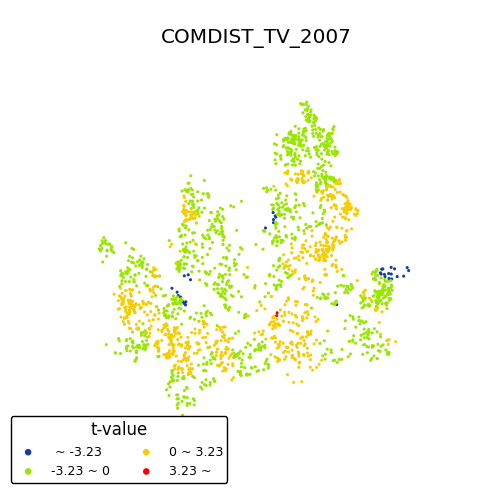 COMDIST_TV_2007
t-value
~ -3.23
0 ~ 3.23
-3.23 ~ 0
3.23 ~